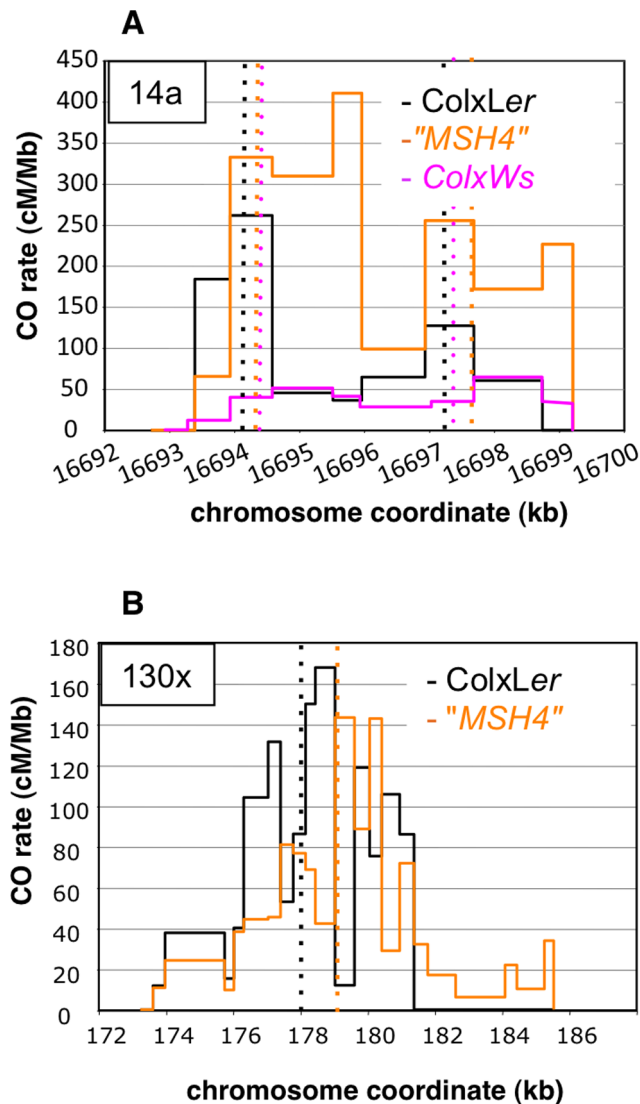 A
450
400
350
300
250
200
150
100
50
0
CO rate (cM/Mb)
14a
- ColxLer
-"MSH4"
- ColxWs
16692 16693 16694 16695 16696 16697 16698 16699 16700
chromosome coordinate (kb)
B
180
160
140
120
100
80
60
40
20
0
CO rate (cM/Mb)
130x
- ColxLer
- "MSH4"
172 174 176 178 180 182 184 186
chromosome coordinate (kb)